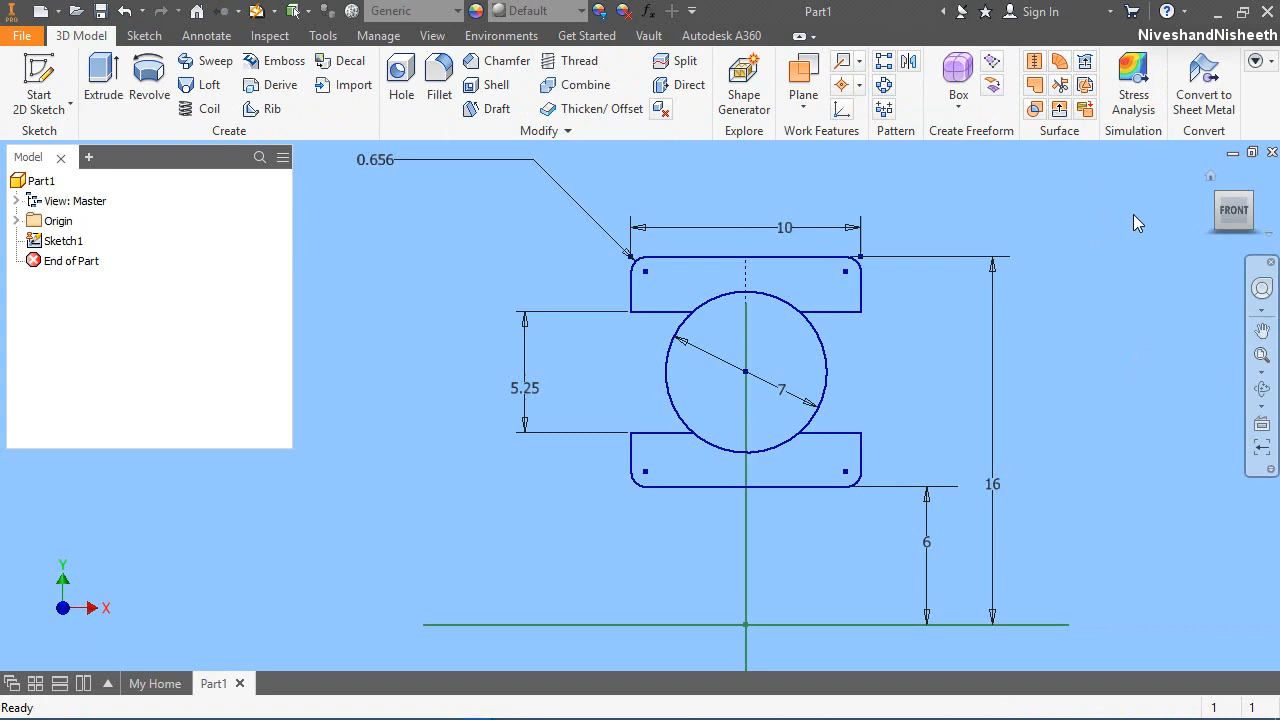 PRO
Generic
Default
Part1
Sign In
File
3D Model
Sketch
Annotate
Inspect
Tools
Manage
View
Environments
Get Started
Vault
Autodesk A360
NiveshandNisheeth
Start
2D Sketch
Sketch
Extrude
Revolve
Sweep
Loft
Coil
Emboss
Derive
Rib
Decal
Import
Create
Hole
Fillet
Chamfer
Shell
Draft
Thread
Combine
Thicken/ Offset
Split
Direct
Modify
Shape
Generator
Explore
Plane
Work Features
Pattern
Box
Create Freeform
Surface
Stress
Analysis
Simulation
Convert to
Sheet Metal
Convert
Model
Part1
View: Master
Origin
Sketch1
End of Part
0.656
10
5.25
7
16
6
FRONT
Y
X
My Home
Part1
Ready
1
1